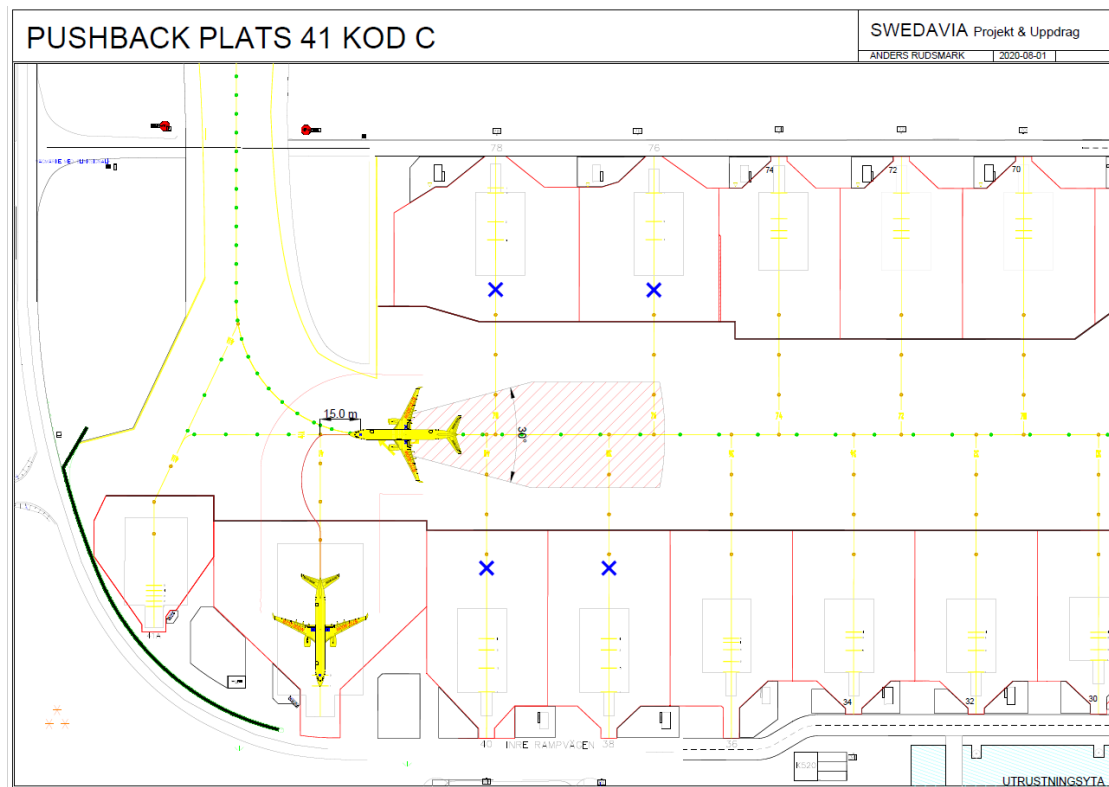 PUSHBACK PLATS 41 KOD C
SWEDAVIA Projekt & Uppdrag
ANDERS RUDSMARK 2020-08-01
78 76
74 72 70
15.0 m
30°
34 32 30
40 INRE RAMPVÄGEN 38 36
K520
UTRUSTNINGSYTA